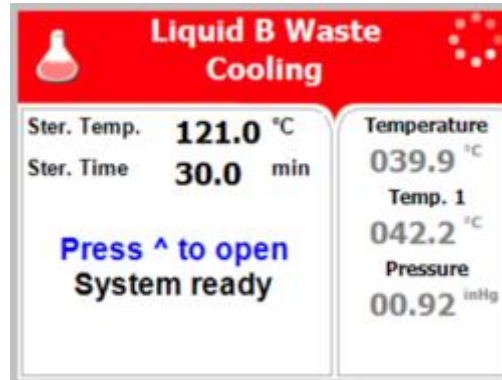 Liquid B Waste
Cooling
Ster. Temp. 121.0 °C
Ster. Time 30.0 min
Press ^ to open
System ready
Temperature
039.9 °C
Temp. 1
042.2 °C
Pressure
00.92 inHg